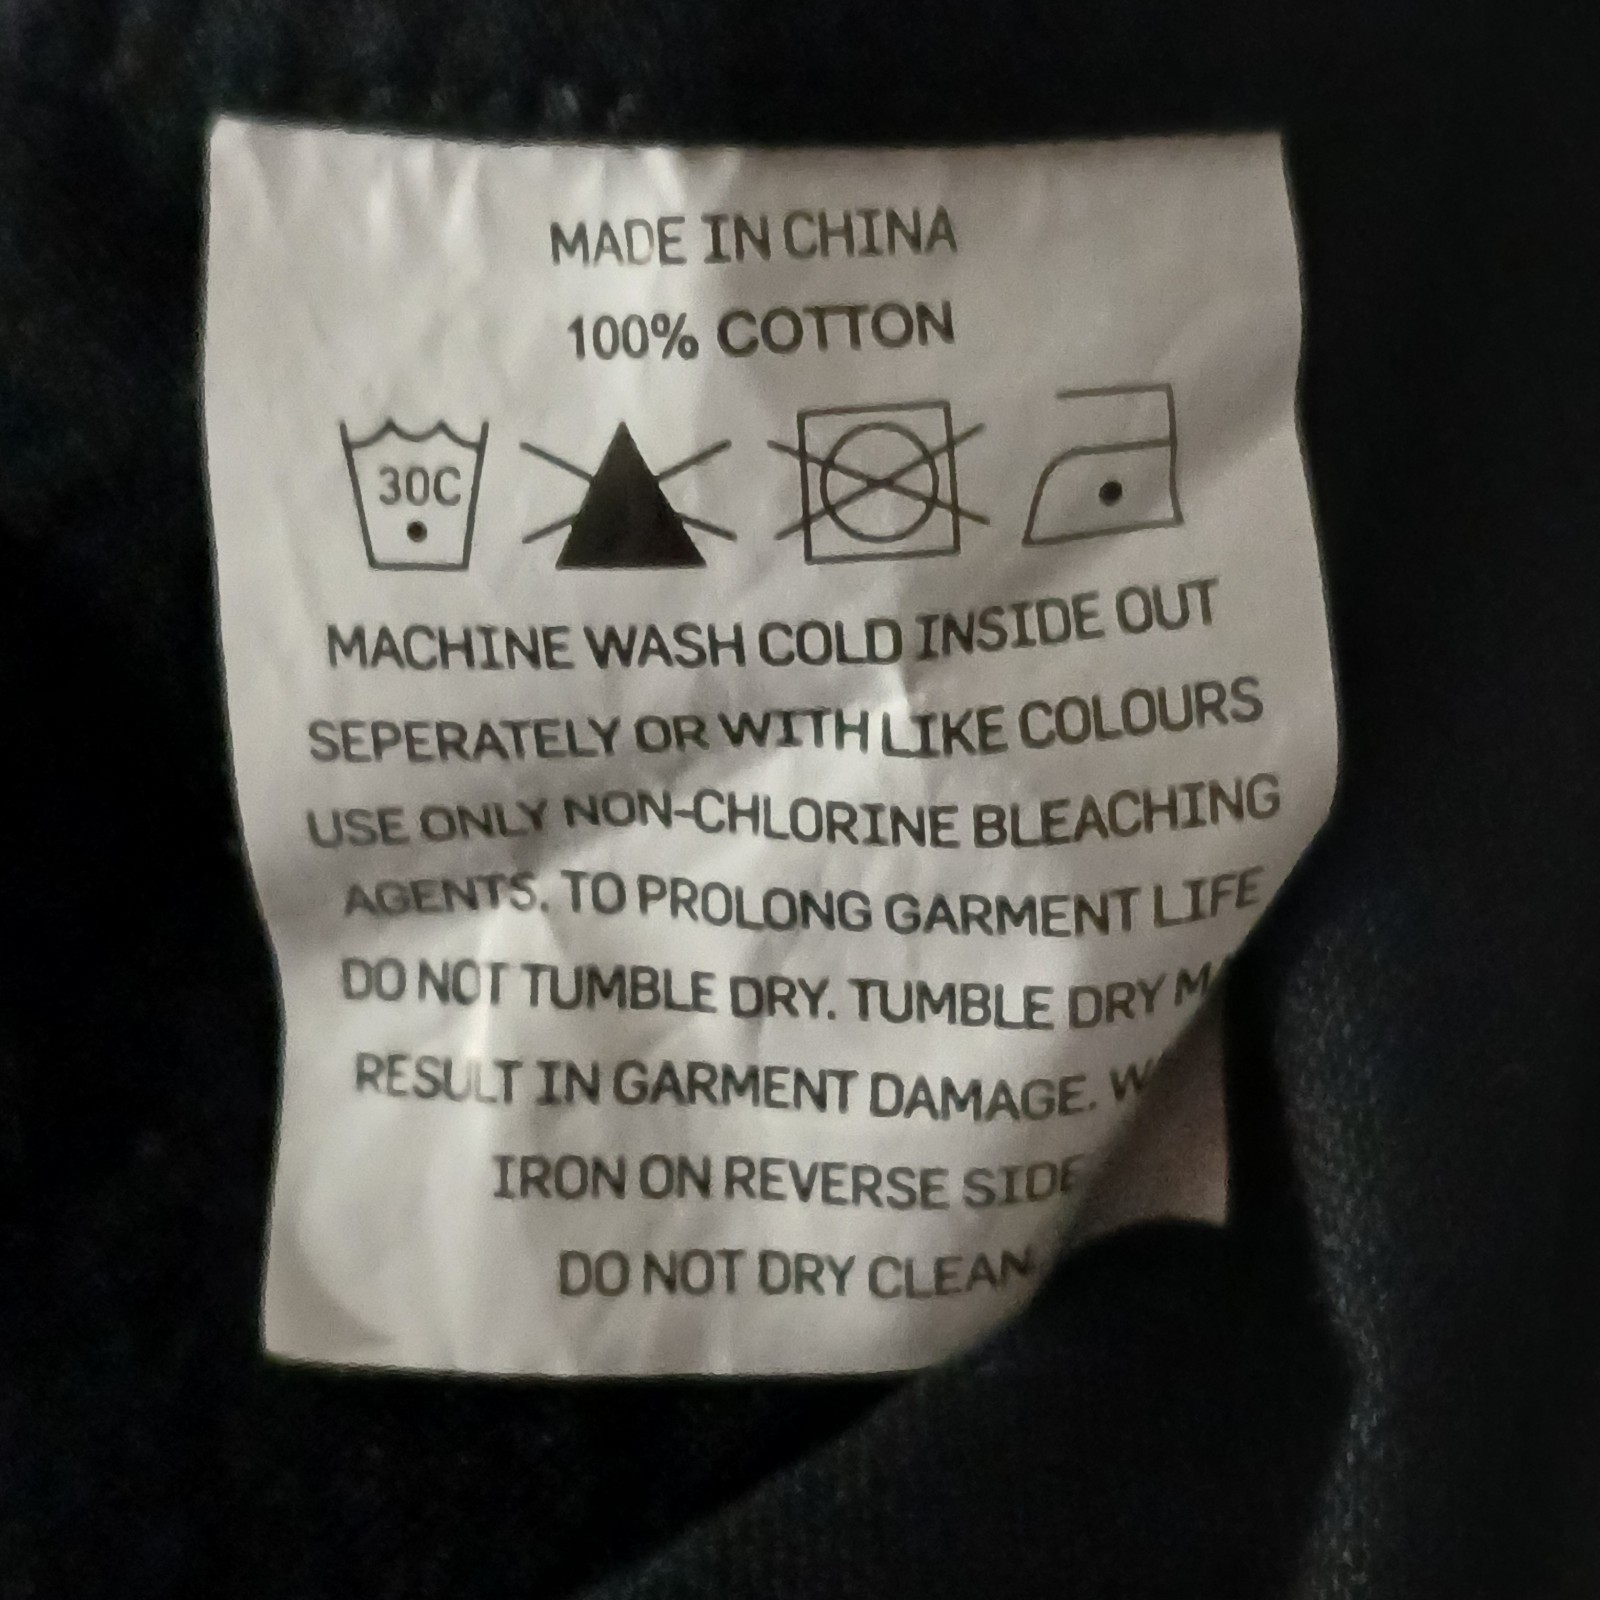 MADE IN CHINA
100% COTTON
30C
MACHINE WASH COLD INSIDE OUT
SEPERATELY OR WITH LIKE COLOURS
USE ONLY NON-CHLORINE BLEACHING
AGENTS. TO PROLONG GARMENT LIFE
DO NOT TUMBLE DRY. TUMBLE DRY
RESULT IN GARMENT DAMAGE.
IRON ON REVERSE SIDE
DO NOT DRY CLEAN